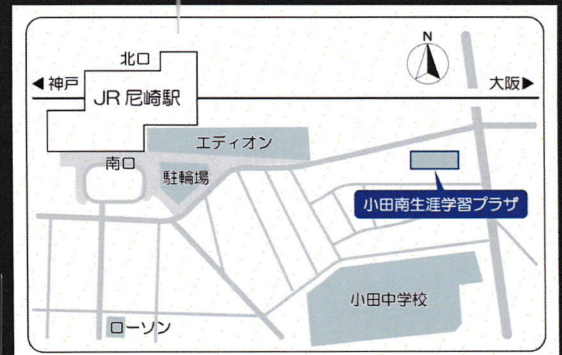 北口
N
◀神戸
JR 尼崎駅
大阪▶
エディオン
南口
駐輪場
小田南生涯学習プラザ
小田中学校
ローソン